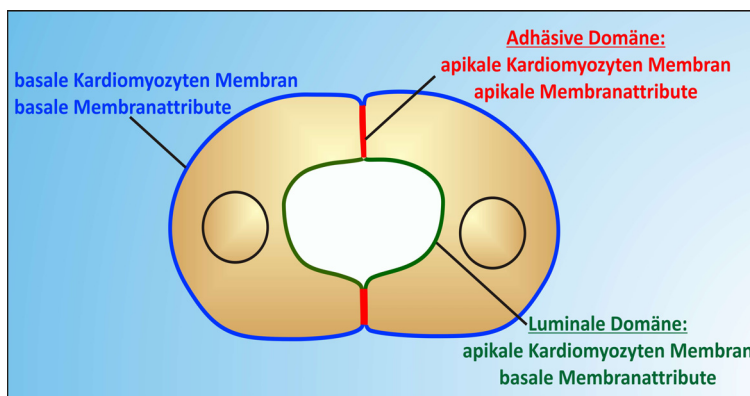 Adhäsive Domäne:
apikale Kardiomyozyten Membran
apikale Membranattribute
basale Kardiomyozyten Membran
basale Membranattribute
Luminale Domäne:
apikale Kardiomyozyten Membran
basale Membranattribute